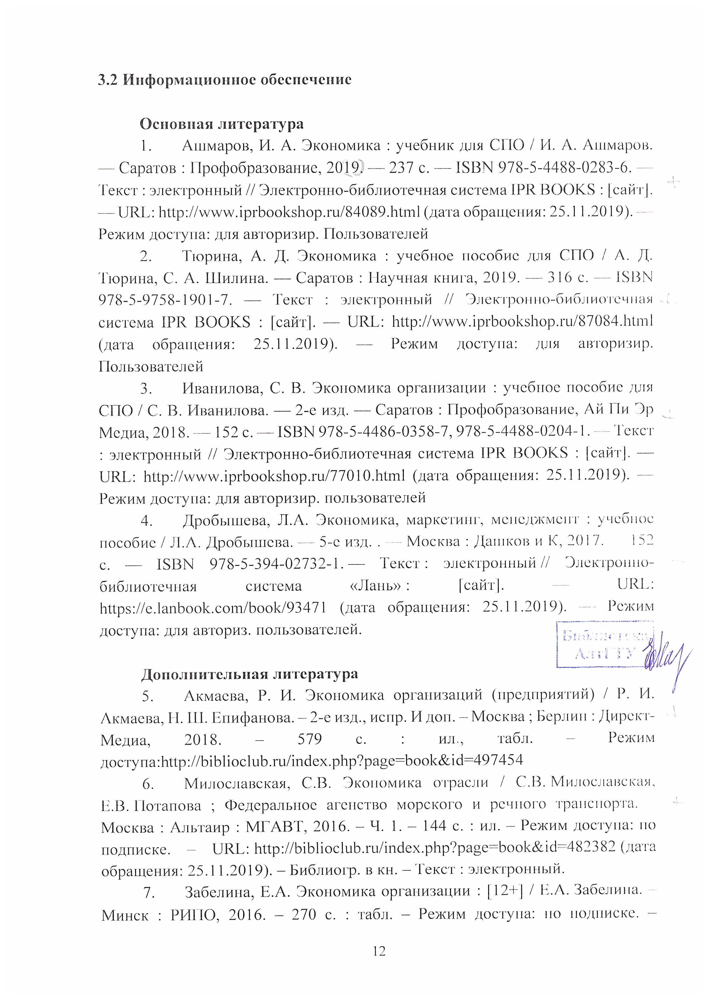 3.2 Информационное обеспечение
Основная литература
1. Ашмаров, И. А. Экономика : учебник для СПО / И. А. Ашмаров.
— Саратов : Профобразование, 2019. — 237 с. — ISBN 978-5-4488-0283-6. —
Текст : электронный // Электронно-библиотечная система IPR BOOKS : [сайт].
— URL: http://www.iprbookshop.ru/84089.html (дата обращения: 25.11.2019). —
Режим доступа: для авторизир. Пользователей
2. Тюрина, А. Д. Экономика : учебное пособие для СПО / А. Д.
Тюрина, С. А. Шилина. — Саратов : Научная книга, 2019. — 316 с. — ISBN
978-5-9758-1901-7. — Текст : электронный // Электронно-библиотечная
система IPR BOOKS : [сайт]. — URL: http://www.iprbookshop.ru/87084.html
(дата обращения: 25.11.2019). — Режим доступа: для авторизир.
Пользователей
3. Иванилова, С. В. Экономика организации : учебное пособие для
СПО / С. В. Иванилова. — 2-е изд. — Саратов : Профобразование, Ай Пи Эр
Медиа, 2018. — 152 с. — ISBN 978-5-4486-0358-7, 978-5-4488-0204-1. — Текст
: электронный // Электронно-библиотечная система IPR BOOKS : [сайт]. —
URL: http://www.iprbookshop.ru/77010.html (дата обращения: 25.11.2019). —
Режим доступа: для авторизир. пользователей
4. Дробышева, Л.А. Экономика, маркетинг, менеджмент : учебное
пособие / Л.А. Дробышева. — 5-е изд. . — Москва : Дашков и К, 2017. 152
с. — ISBN 978-5-394-02732-1. — Текст : электронный // Электронно-
библиотечная система «Лань» : [сайт]. — URL:
https://e.lanbook.com/book/93471 (дата обращения: 25.11.2019). — Режим
доступа: для авториз. пользователей.
Библиотека
АлтГТУ
Дополнительная литература
5. Акмаева, Р. И. Экономика организаций (предприятий) / Р. И.
Акмаева, Н. Ш. Епифанова. – 2-е изд., испр. И доп. – Москва ; Берлин : Директ-
Медиа, 2018. – 579 с. : ил., табл. – Режим
доступа:http://biblioclub.ru/index.php?page=book&id=497454
6. Милославская, С.В. Экономика отрасли / С.В. Милославская,
Е.В. Потапова ; Федеральное агенство морского и речного транспорта.
Москва : Альтаир : МГАВТ, 2016. – Ч. 1. – 144 с. : ил. – Режим доступа: по
подписке. – URL: http://biblioclub.ru/index.php?page=book&id=482382 (дата
обращения: 25.11.2019). – Библиогр. в кн. – Текст : электронный.
7. Забелина, Е.А. Экономика организации : [12+] / Е.А. Забелина. –
Минск : РИПО, 2016. – 270 с. : табл. – Режим доступа: по подписке. –
12